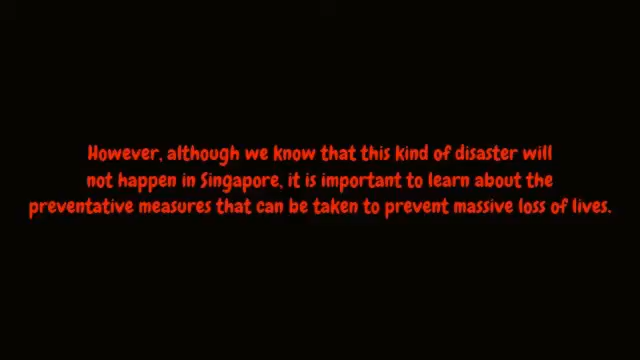 However, although we know that this kind of disaster will
not happen in Singapore, it is important to learn about the
preventative measures that can be taken to prevent massive loss of lives.